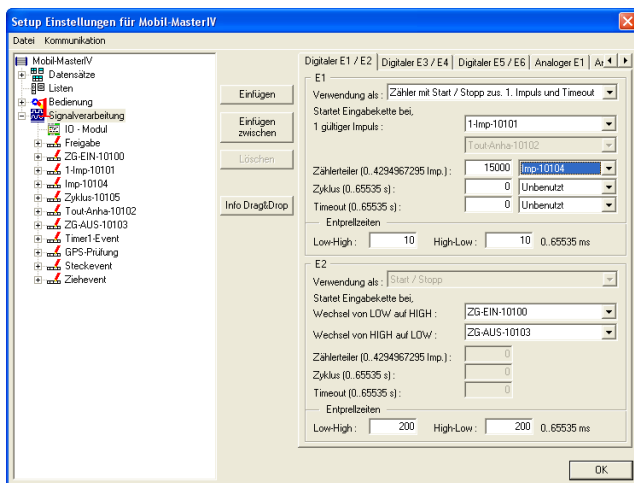 Setup Einstellungen für Mobil-MasterIV
Datei Kommunikation
Mobil-MasterIV
Datensätze
Listen
Bedienung
Signalverarbeitung
IO - Modul
Freigabe
ZG-EIN-10100
1-Imp-10101
Imp-10104
Zyklus-10105
Tout-Anha-10102
ZG-AUS-10103
Timer1-Event
GPS-Prüfung
Steckevent
Ziehevent
Einfügen
Einfügen
zwischen
Löschen
Info Drag&Drop
Digitaler E1 / E2 Digitaler E3 / E4 Digitaler E5 / E6 Analoger E1
E1
Verwendung als : Zähler mit Start / Stopp zus. 1. Impuls und Timeout
Startet Eingabekette bei,
1 gültiger Impuls : 1-Imp-10101
Tout-Anha-10102
Zählerteiler (0..4294967295 Imp.) : 15000 Imp-10104
Zyklus (0..65535 s) : 0 Unbenutzt
Timeout (0..65535 s) : 0 Unbenutzt
Entprellzeiten
Low-High : 10 High-Low : 10 0..65535 ms
E2
Verwendung als : Start / Stopp
Startet Eingabekette bei,
Wechsel von LOW auf HIGH : ZG-EIN-10100
Wechsel von HIGH auf LOW : ZG-AUS-10103
Zählerteiler (0..4294967295 Imp.) : 0
Zyklus (0..65535 s) : 0
Timeout (0..65535 s) : 0
Entprellzeiten
Low-High : 200 High-Low : 200 0..65535 ms
OK